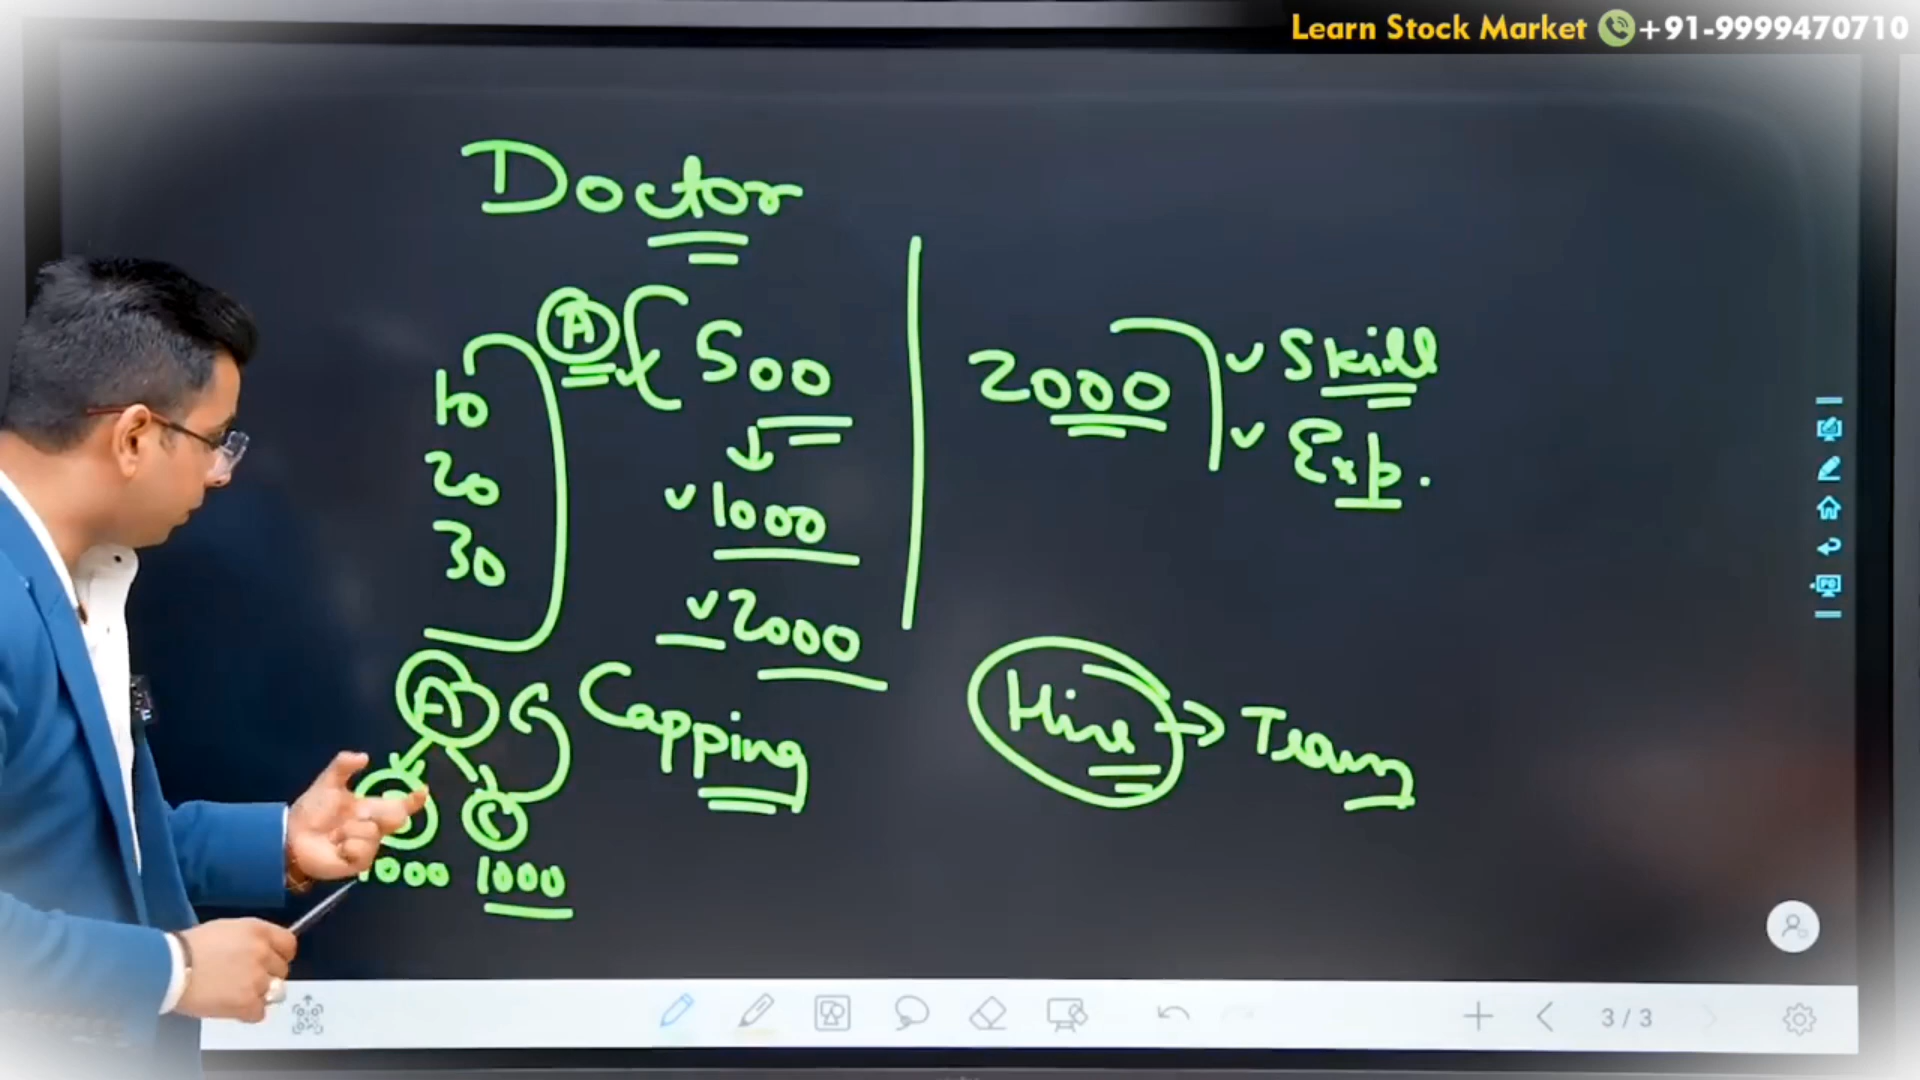 Learn Stock Market +91-9999470710
Doctor
A 500
10
20
30
1000
2000
2000
Skill
Exp.
A
Capping
Hire → Team
C
1000 1000
3/3